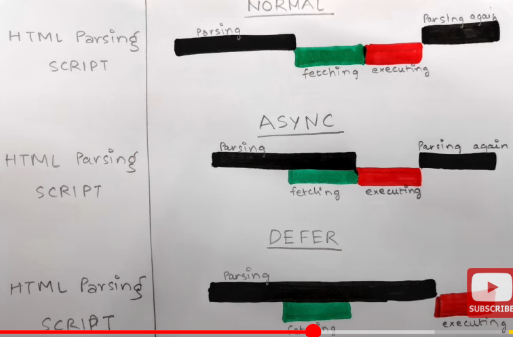 NORMAL
Parsing
Parsing again
HTML Parsing
SCRIPT
fetching executing
ASYNC
Parsing
Parsing again
HTML Parsing
SCRIPT
fetching
executing
DEFER
Parsing
HTML Parsing
SCRIPT
fetching
executing
SUBSCRIBE